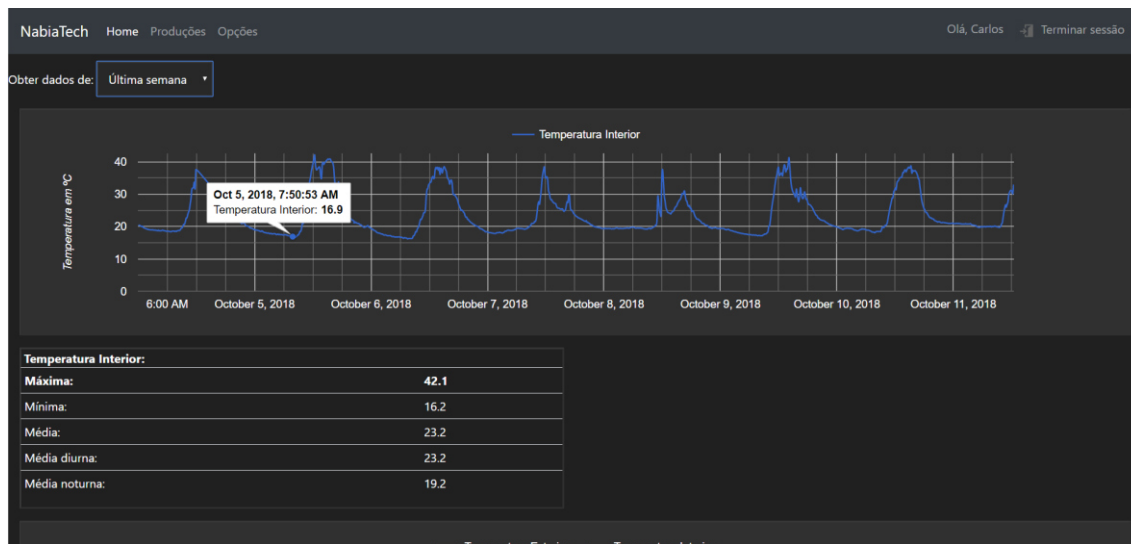 NabiaTech Home Produções Opções Olá, Carlos Terminar sessão
Obter dados de: Última semana
Temperatura Interior
Temperatura em ºC
40
30
20
10
0
Oct 5, 2018, 7:50:53 AM
Temperatura Interior: 16.9
6:00 AM October 5, 2018 October 6, 2018 October 7, 2018 October 8, 2018 October 9, 2018 October 10, 2018 October 11, 2018
Temperatura Interior:
Máxima: 42.1
Mínima: 16.2
Média: 23.2
Média diurna: 23.2
Média noturna: 19.2